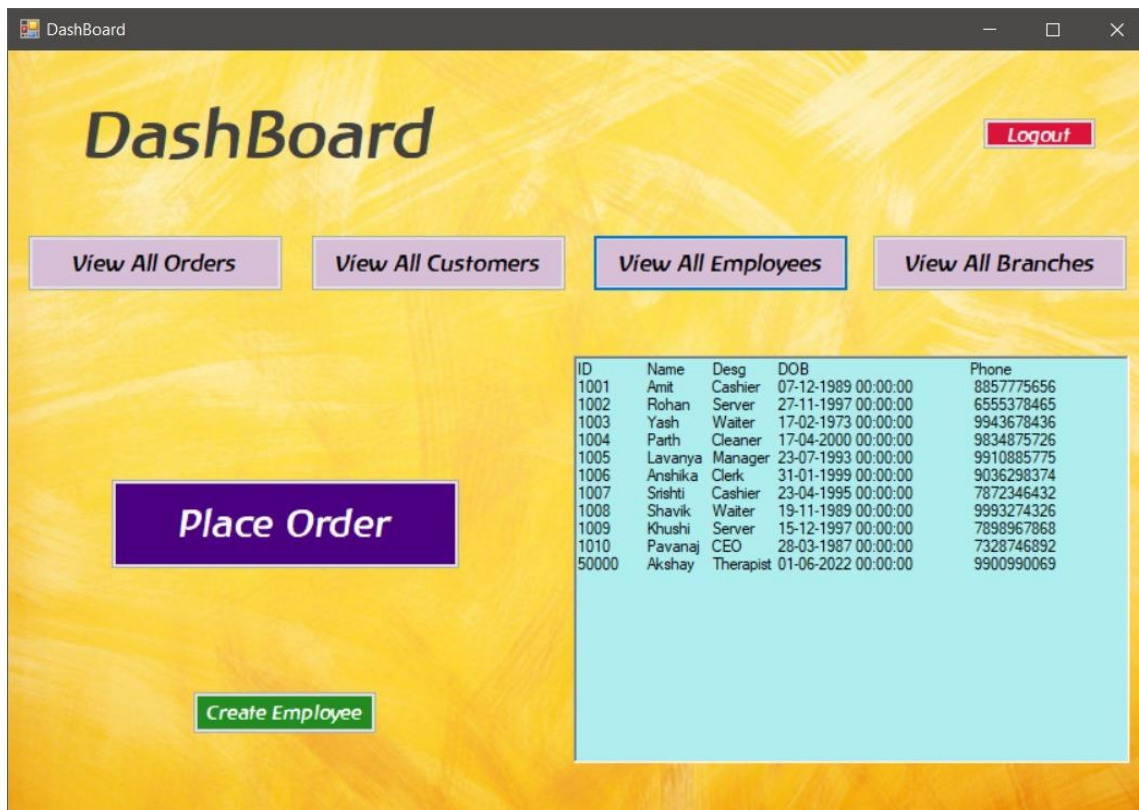 DashBoard
DashBoard
Logout
View All Orders View All Customers View All Employees View All Branches
ID Name Desg DOB Phone
1001 Amit Cashier 07-12-1989 00:00:00 8857775656
1002 Rohan Server 27-11-1997 00:00:00 6555378465
1003 Yash Waiter 17-02-1973 00:00:00 9943678436
1004 Parth Cleaner 17-04-2000 00:00:00 9834875726
1005 Lavanya Manager 23-07-1993 00:00:00 9910885775
1006 Anshika Clerk 31-01-1999 00:00:00 9036298374
1007 Srishti Cashier 23-04-1995 00:00:00 7872346432
1008 Shavik Waiter 19-11-1989 00:00:00 9993274326
1009 Khushi Server 15-12-1997 00:00:00 7898967868
1010 Pavanaj CEO 28-03-1987 00:00:00 7328746892
50000 Akshay Therapist 01-06-2022 00:00:00 9900990069
Place Order
Create Employee